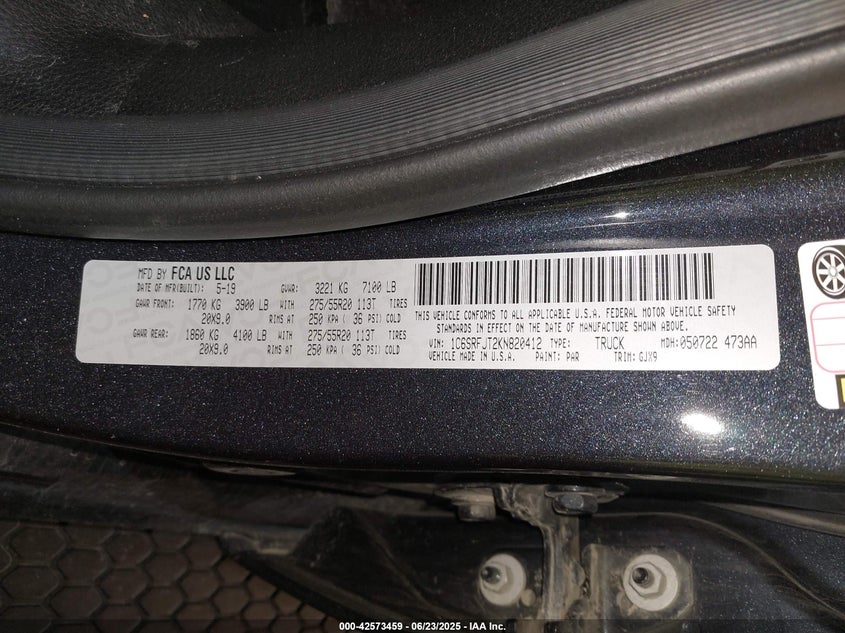 MFD BY FCA US LLC
DATE OF MFR(BUILT): 5-19 GVWR: 3221 KG 7100 LB
GAWR FRONT: 1770 KG 3900 LB WITH 275/55R20 113T TIRES
20X9.0 RIMS AT 250 KPA ( 36 PSI) COLD
GAWR REAR: 1860 KG 4100 LB WITH 275/55R20 113T TIRES
20X9.0 RIMS AT 250 KPA ( 36 PSI) COLD
THIS VEHICLE CONFORMS TO ALL APPLICABLE U.S.A. FEDERAL MOTOR VEHICLE SAFETY
STANDARDS IN EFFECT ON THE DATE OF MANUFACTURE SHOWN ABOVE.
VIN: 1C6SRFJT2KN820412 TYPE: TRUCK MDH: 050722 473AA
VEHICLE MADE IN U.S.A. PAINT: PAR TRIM: GJX9
000-42573459 - 06/23/2025 - IAA Inc.